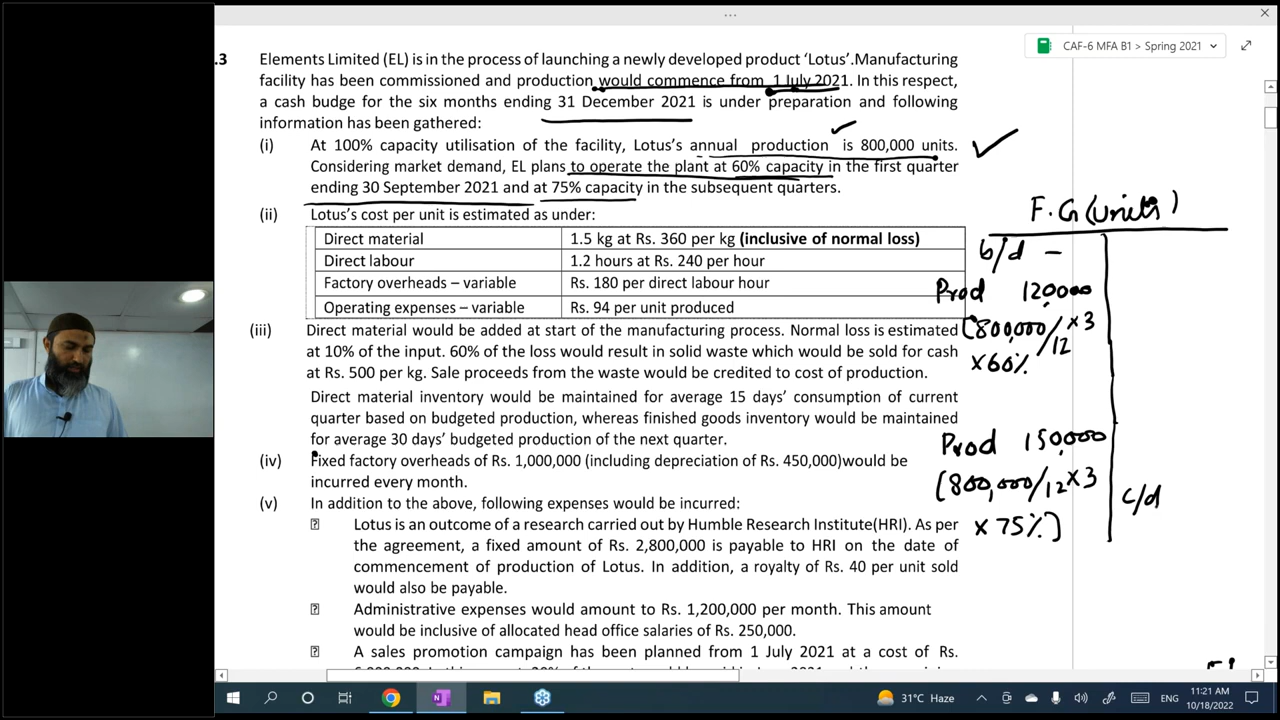 CAF-6 MFA B1 > Spring 2021
.3 Elements Limited (EL) is in the process of launching a newly developed product 'Lotus'.Manufacturing
facility has been commissioned and production would commence from 1 July 2021. In this respect,
a cash budget for the six months ending 31 December 2021 is under preparation and following
information has been gathered:
(i) At 100% capacity utilisation of the facility, Lotus's annual production is 800,000 units.
Considering market demand, EL plans to operate the plant at 60% capacity in the first quarter
ending 30 September 2021 and at 75% capacity in the subsequent quarters.
(ii) Lotus's cost per unit is estimated as under:
Direct material 1.5 kg at Rs. 360 per kg (inclusive of normal loss)
Direct labour 1.2 hours at Rs. 240 per hour
Factory overheads – variable Rs. 180 per direct labour hour
Operating expenses – variable Rs. 94 per unit produced
(iii) Direct material would be added at start of the manufacturing process. Normal loss is estimated
at 10% of the input. 60% of the loss would result in solid waste which would be sold for cash
at Rs. 500 per kg. Sale proceeds from the waste would be credited to cost of production.
Direct material inventory would be maintained for average 15 days' consumption of current
quarter based on budgeted production, whereas finished goods inventory would be maintained
for average 30 days' budgeted production of the next quarter.
(iv) Fixed factory overheads of Rs. 1,000,000 (including depreciation of Rs. 450,000)would be
incurred every month.
(v) In addition to the above, following expenses would be incurred:
Lotus is an outcome of a research carried out by Humble Research Institute(HRI). As per
the agreement, a fixed amount of Rs. 2,800,000 is payable to HRI on the date of
commencement of production of Lotus. In addition, a royalty of Rs. 40 per unit sold
would also be payable.
Administrative expenses would amount to Rs. 1,200,000 per month. This amount
would be inclusive of allocated head office salaries of Rs. 250,000.
A sales promotion campaign has been planned from 1 July 2021 at a cost of Rs.
F.G (units)
b/d –
Prod 120,000
(800,000/12 x3
x60%
Prod 150,000
(800,000/12 x3
x 75%]
c/d
31°C Haze
ENG
11:21 AM
10/18/2022